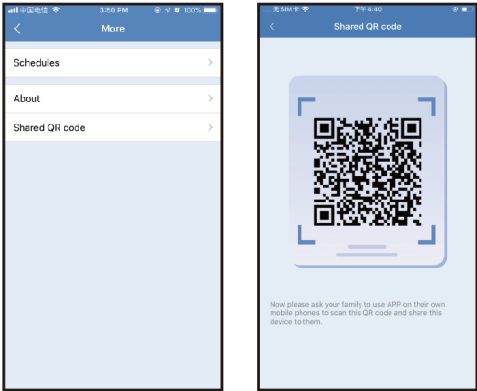 中国电信
3:50 PM
100%
More
Schedules
About
Shared QR code
无SIM卡
下午4:40
Shared QR code
Now please ask your family to use APP on their own
mobile phones to scan this QR code and share this
device to them.